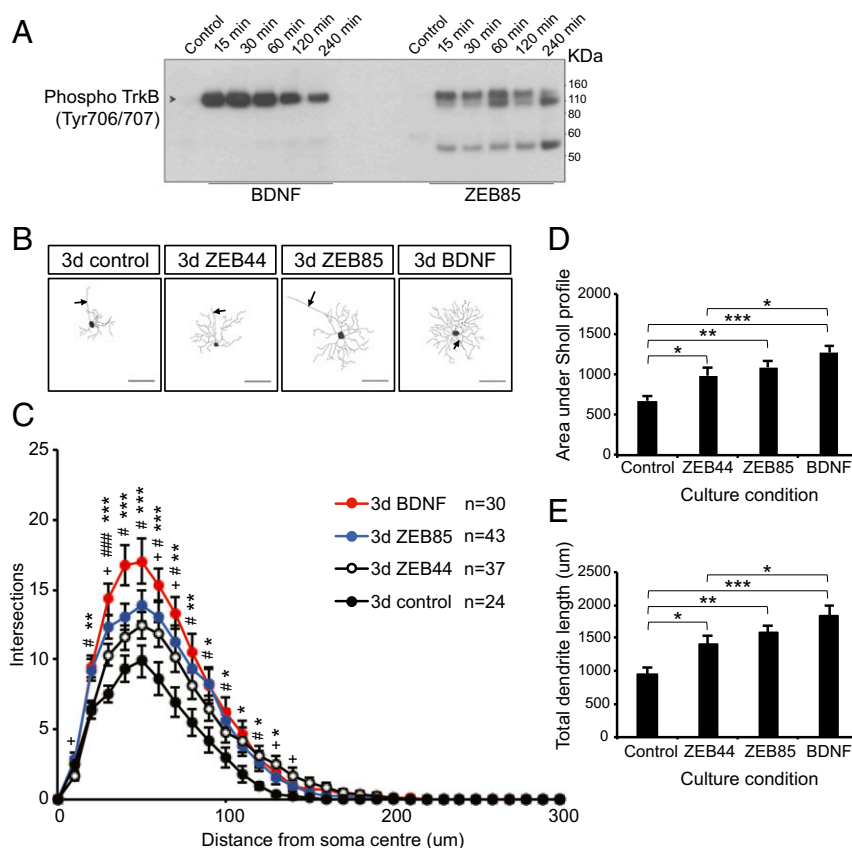 A
Control 15 min 30 min 60 min 120 min 240 min
Control 15 min 30 min 60 min 120 min 240 min
KDa
Phospho TrkB
(Tyr706/707)
160
110
80
60
50
BDNF
ZEB85
B
3d control
3d ZEB44
3d ZEB85
3d BDNF
C
25
20
15
10
5
0
Intersections
+
# **
+ ### ***
# ***
# ***
+ # ***
+ # **
# **
# *
# *
*
# *
+ *
+
3d BDNF n=30
3d ZEB85 n=43
3d ZEB44 n=37
3d control n=24
0
100
200
300
Distance from soma centre (um)
D
Area under Sholl profile
2000
1500
1000
500
0
*
***
**
*
Control ZEB44 ZEB85 BDNF
Culture condition
E
Total dendrite length (um)
2500
2000
1500
1000
500
0
*
***
**
*
Control ZEB44 ZEB85 BDNF
Culture condition